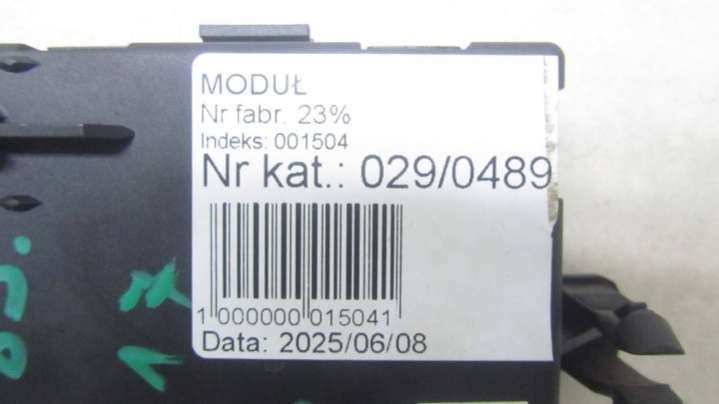 MODUŁ
Nr fabr. 23%
Indeks: 001504
Nr kat.: 029/0489
1 000000 015041
Data: 2025/06/08